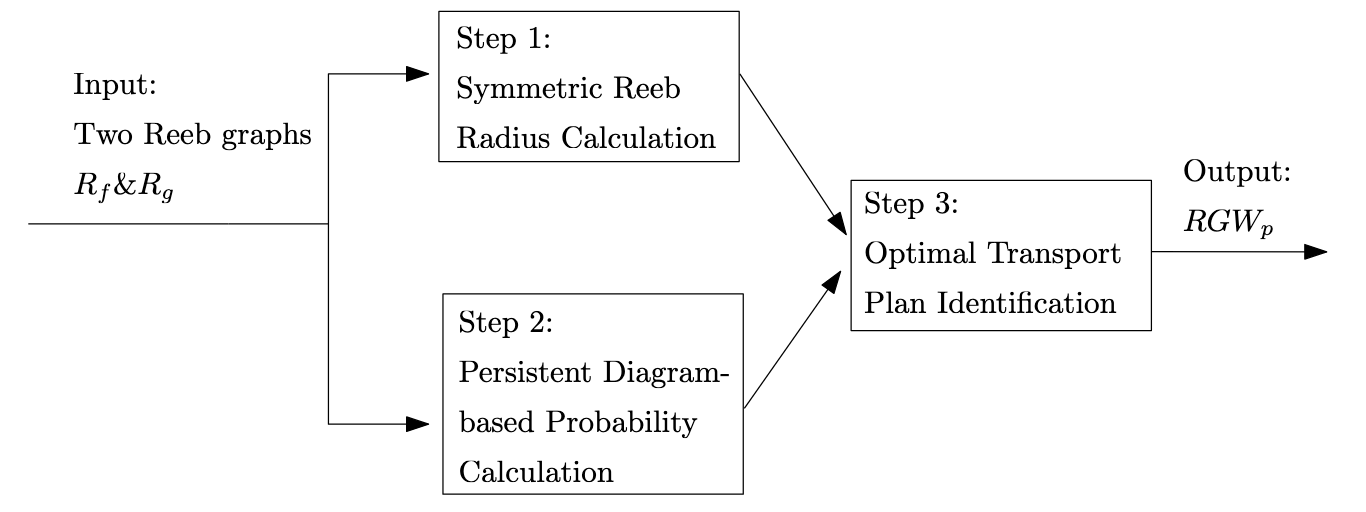 Input:
Two Reeb graphs
R_f&R_g
Step 1:
Symmetric Reeb
Radius Calculation
Step 2:
Persistent Diagram-
based Probability
Calculation
Step 3:
Optimal Transport
Plan Identification
Output:
RGW_p